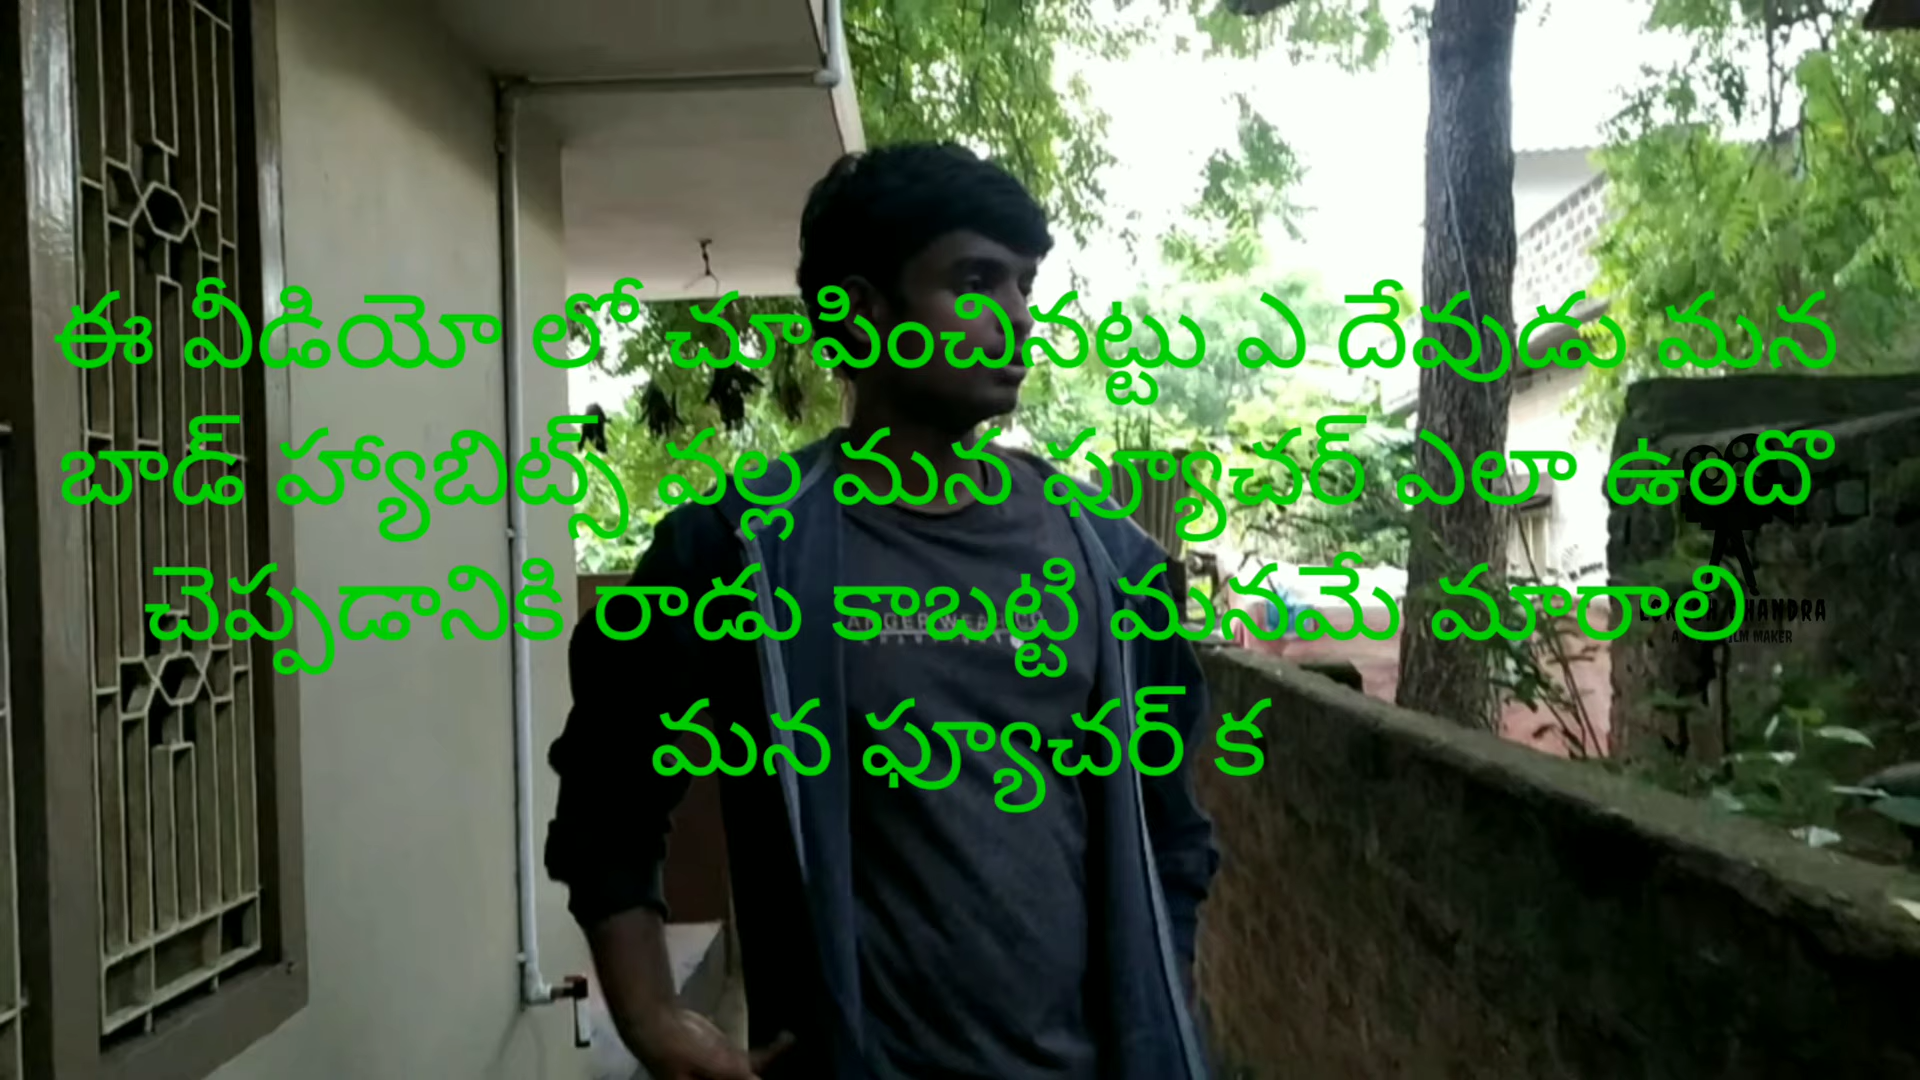 ఈ వీడియో లో చూపించినట్టు ఎ దేవుడు మన
బాడ్ హ్యాబిట్స్ వల్ల మన ఫ్యూచర్ ఎలా ఉందొ
చెప్పడానికి రాడు కాబట్టి మనమే మారాలి
మన ఫ్యూచర్ క